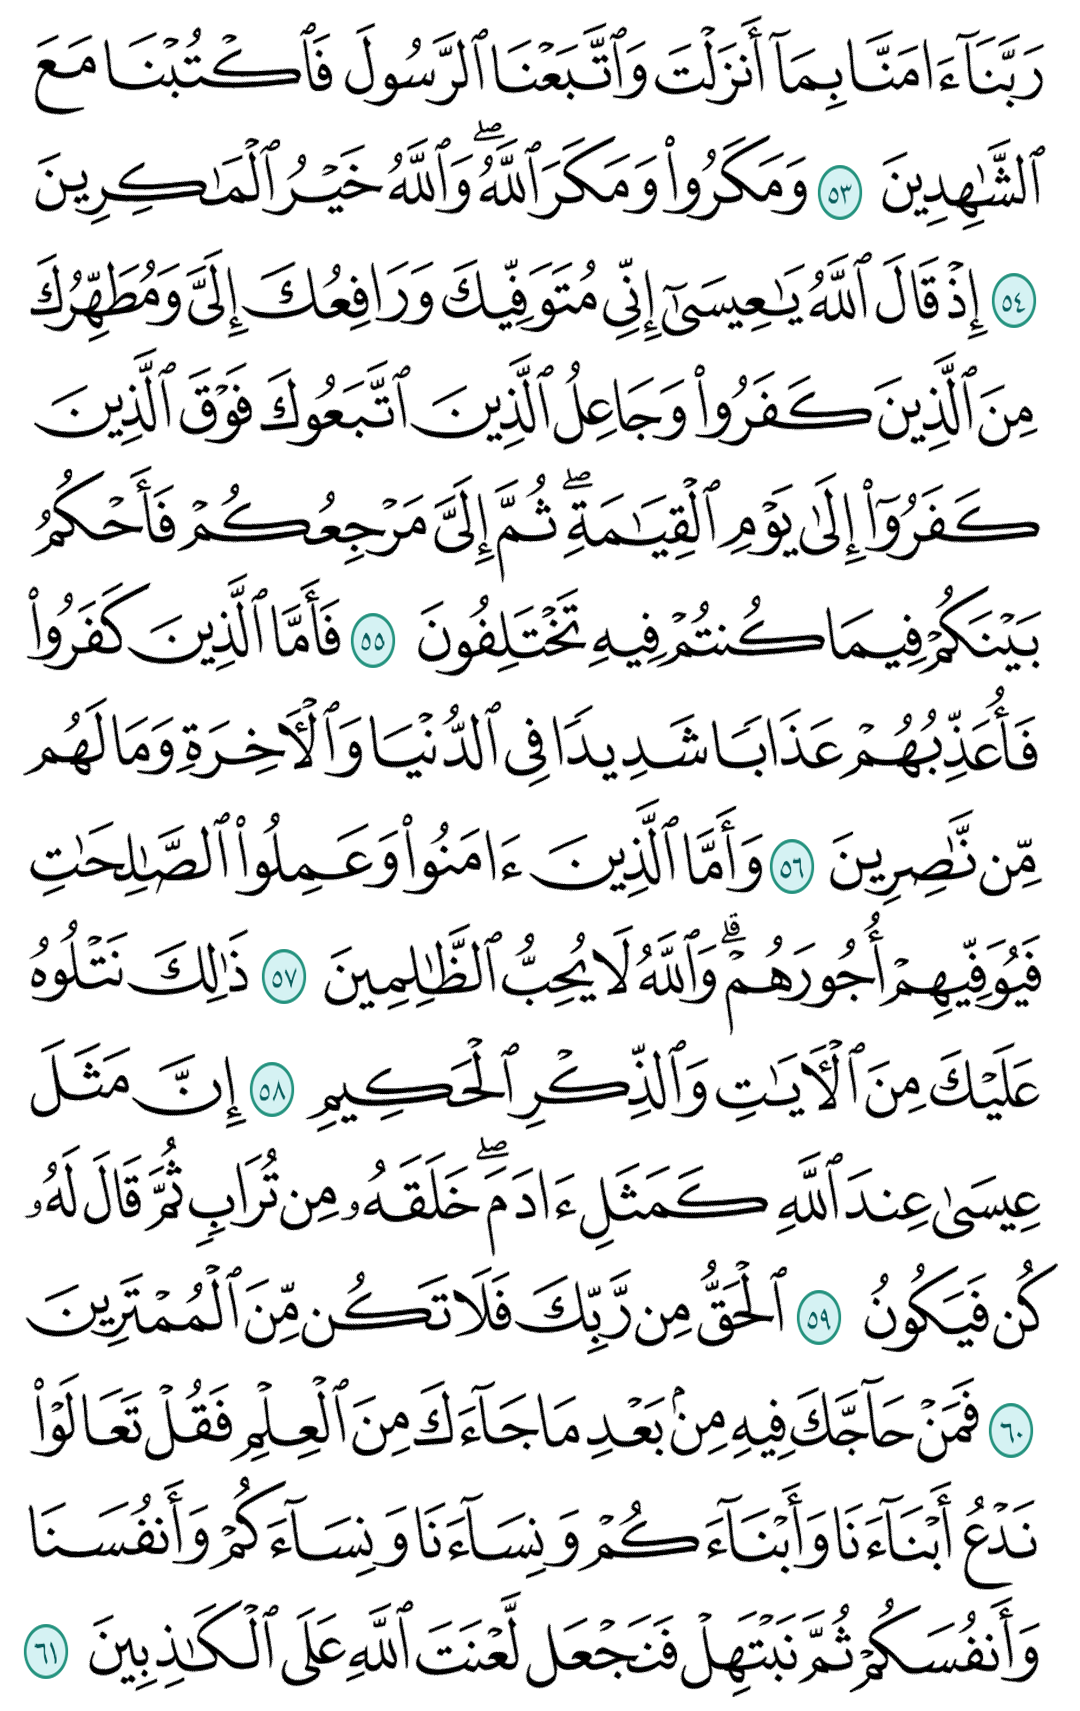 رَبَّنَآ ءَامَنَّا بِمَآ أَنزَلْتَ وَٱتَّبَعْنَا ٱلرَّسُولَ فَٱكْتُبْنَا مَعَ
ٱلشَّٰهِدِينَ ٥٣ وَمَكَرُوا۟ وَمَكَرَ ٱللَّهُ ۖ وَٱللَّهُ خَيْرُ ٱلْمَٰكِرِينَ
٥٤ إِذْ قَالَ ٱللَّهُ يَٰعِيسَىٰٓ إِنِّى مُتَوَفِّيكَ وَرَافِعُكَ إِلَىَّ وَمُطَهِّرُكَ
مِنَ ٱلَّذِينَ كَفَرُوا۟ وَجَاعِلُ ٱلَّذِينَ ٱتَّبَعُوكَ فَوْقَ ٱلَّذِينَ
كَفَرُوٓا۟ إِلَىٰ يَوْمِ ٱلْقِيَٰمَةِ ۖ ثُمَّ إِلَىَّ مَرْجِعُكُمْ فَأَحْكُمُ
بَيْنَكُمْ فِيمَا كُنتُمْ فِيهِ تَخْتَلِفُونَ ٥٥ فَأَمَّا ٱلَّذِينَ كَفَرُوا۟
فَأُعَذِّبُهُمْ عَذَابًا شَدِيدًا فِى ٱلدُّنْيَا وَٱلْءَاخِرَةِ وَمَا لَهُم
مِّن نَّٰصِرِينَ ٥٦ وَأَمَّا ٱلَّذِينَ ءَامَنُوا۟ وَعَمِلُوا۟ ٱلصَّٰلِحَٰتِ
فَيُوَفِّيهِمْ أُجُورَهُمْ ۗ وَٱللَّهُ لَا يُحِبُّ ٱلظَّٰلِمِينَ ٥٧ ذَٰلِكَ نَتْلُوهُ
عَلَيْكَ مِنَ ٱلْءَايَٰتِ وَٱلذِّكْرِ ٱلْحَكِيمِ ٥٨ إِنَّ مَثَلَ
عِيسَىٰ عِندَ ٱللَّهِ كَمَثَلِ ءَادَمَ ۖ خَلَقَهُۥ مِن تُرَابٍ ثُمَّ قَالَ لَهُۥ
كُن فَيَكُونُ ٥٩ ٱلْحَقُّ مِن رَّبِّكَ فَلَا تَكُن مِّنَ ٱلْمُمْتَرِينَ
٦٠ فَمَنْ حَآجَّكَ فِيهِ مِنۢ بَعْدِ مَا جَآءَكَ مِنَ ٱلْعِلْمِ فَقُلْ تَعَالَوْا۟
نَدْعُ أَبْنَآءَنَا وَأَبْنَآءَكُمْ وَنِسَآءَنَا وَنِسَآءَكُمْ وَأَنفُسَنَا
وَأَنفُسَكُمْ ثُمَّ نَبْتَهِلْ فَنَجْعَل لَّعْنَتَ ٱللَّهِ عَلَى ٱلْكَٰذِبِينَ ٦١